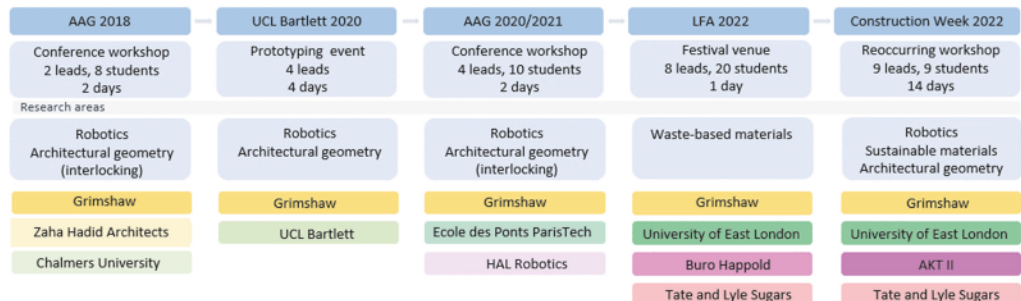 AAG 2018
UCL Bartlett 2020
AAG 2020/2021
LFA 2022
Construction Week 2022
Conference workshop
2 leads, 8 students
2 days
Prototyping event
4 leads
4 days
Conference workshop
4 leads, 10 students
2 days
Festival venue
8 leads, 20 students
1 day
Reoccurring workshop
9 leads, 9 students
14 days
Research areas
Robotics
Architectural geometry
(interlocking)
Robotics
Architectural geometry
Robotics
Architectural geometry
(interlocking)
Waste-based materials
Robotics
Sustainable materials
Architectural geometry
Grimshaw
Grimshaw
Grimshaw
Grimshaw
Grimshaw
Zaha Hadid Architects
UCL Bartlett
Ecole des Ponts ParisTech
University of East London
University of East London
Chalmers University
HAL Robotics
Buro Happold
AKT II
Tate and Lyle Sugars
Tate and Lyle Sugars